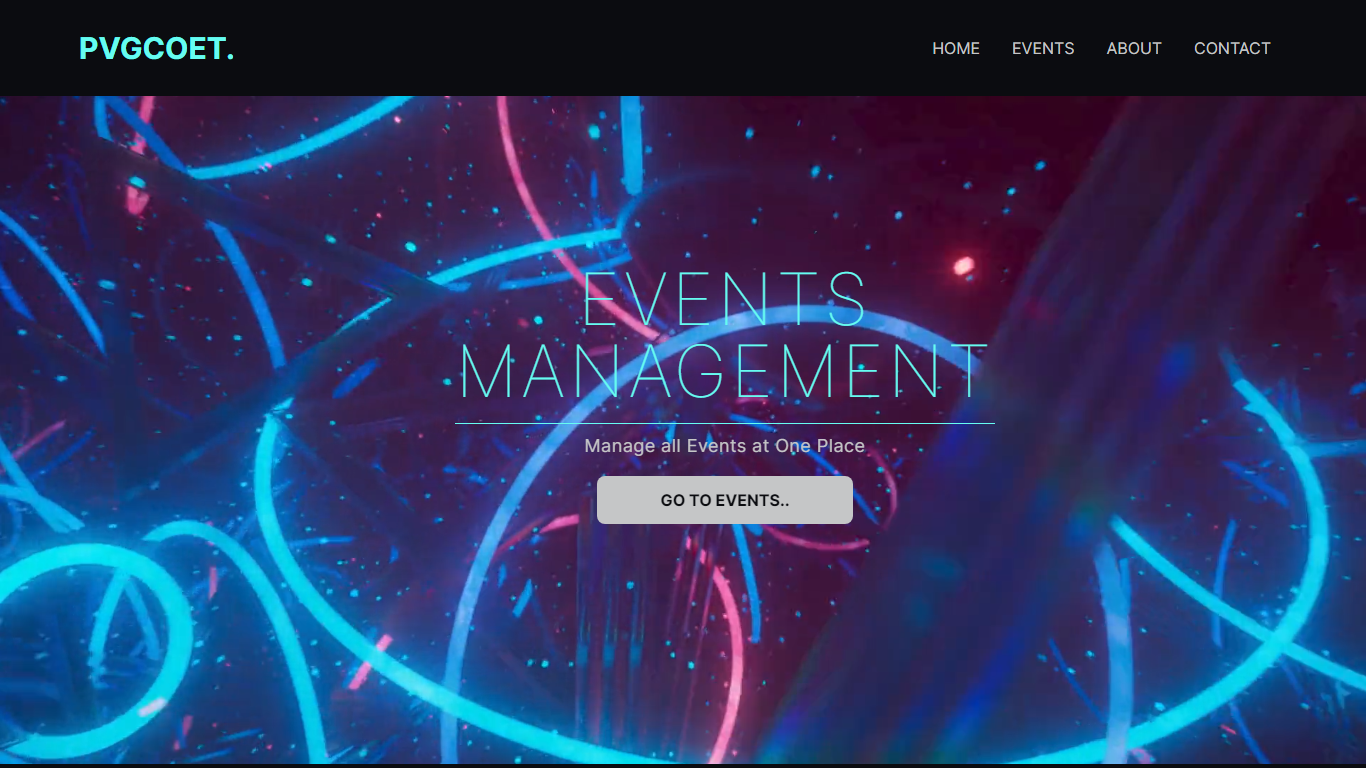 PVGCOET.
HOME EVENTS ABOUT CONTACT
EVENTS
MANAGEMENT
Manage all Events at One Place
GO TO EVENTS..